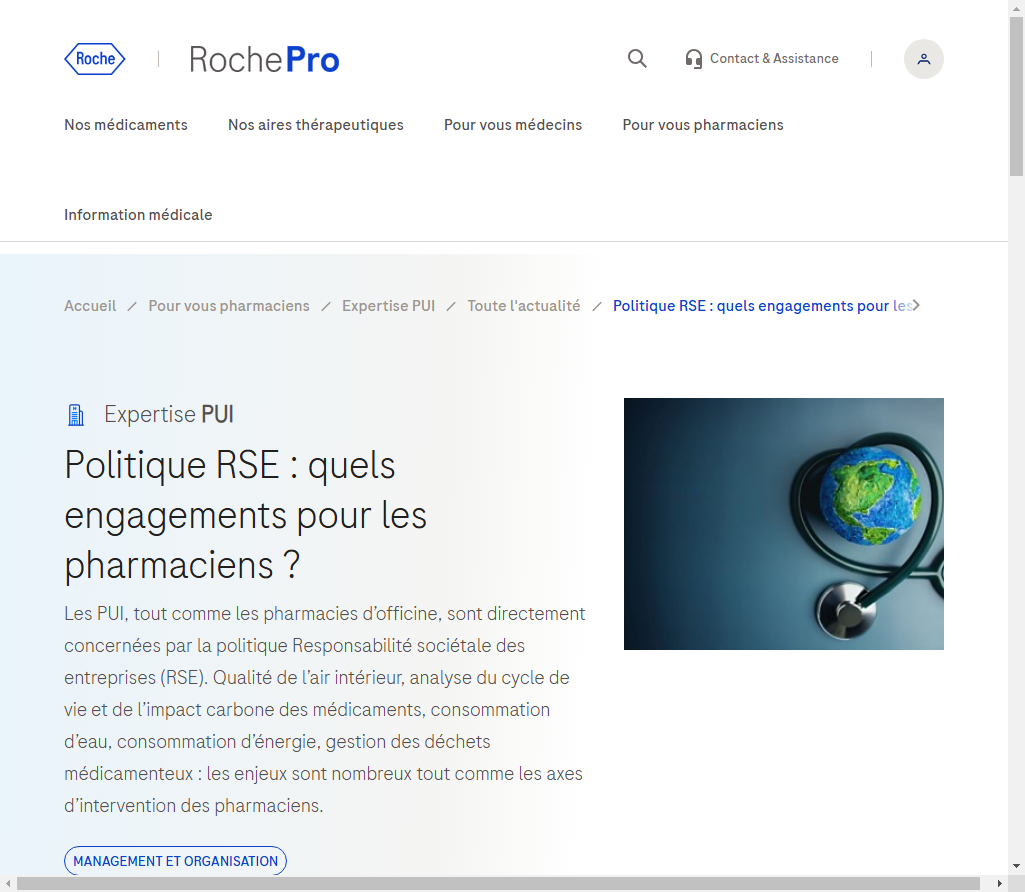 Roche
RochePro
Contact & Assistance
Nos médicaments
Nos aires thérapeutiques
Pour vous médecins
Pour vous pharmaciens
Information médicale
Accueil / Pour vous pharmaciens / Expertise PUI / Toute l'actualité / Politique RSE : quels engagements pour les
Expertise PUI
Politique RSE : quels
engagements pour les
pharmaciens ?
Les PUI, tout comme les pharmacies d’officine, sont directement
concernées par la politique Responsabilité sociétale des
entreprises (RSE). Qualité de l’air intérieur, analyse du cycle de
vie et de l’impact carbone des médicaments, consommation
d’eau, consommation d’énergie, gestion des déchets
médicamenteux : les enjeux sont nombreux tout comme les axes
d’intervention des pharmaciens.
MANAGEMENT ET ORGANISATION